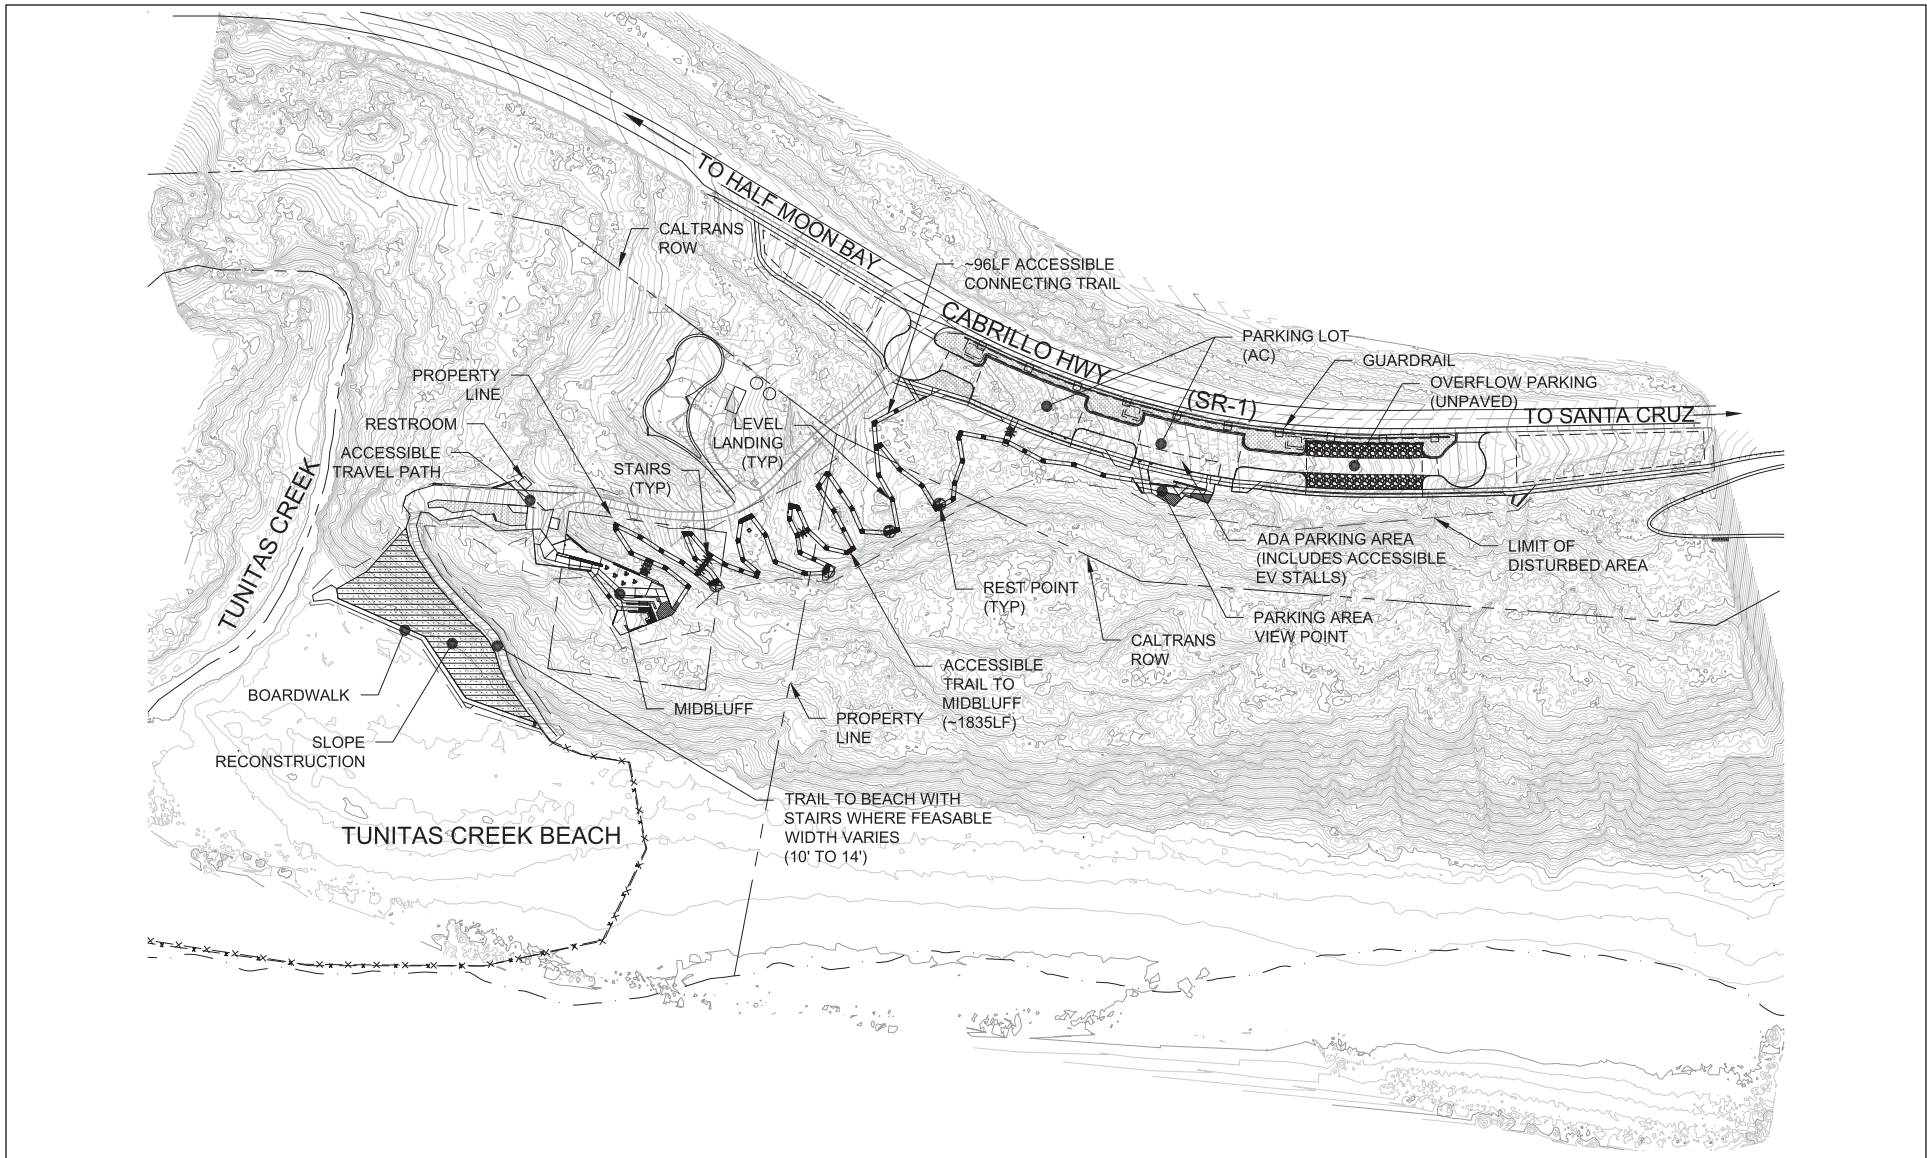 TO HALF MOON BAY
CALTRANS
ROW
~96LF ACCESSIBLE
CONNECTING TRAIL
CABRILLO HWY
(SR-1)
PARKING LOT
(AC)
GUARDRAIL
OVERFLOW PARKING
(UNPAVED)
TO SANTA CRUZ
PROPERTY
LINE
RESTROOM
ACCESSIBLE
TRAVEL PATH
STAIRS
(TYP)
LEVEL
LANDING
(TYP)
TUNITAS CREEK
ADA PARKING AREA
(INCLUDES ACCESSIBLE
EV STALLS)
LIMIT OF
DISTURBED AREA
REST POINT
(TYP)
PARKING AREA
VIEW POINT
CALTRANS
ROW
ACCESSIBLE
TRAIL TO
MIDBLUFF
(~1835LF)
BOARDWALK
MIDBLUFF
PROPERTY
LINE
SLOPE
RECONSTRUCTION
TRAIL TO BEACH WITH
STAIRS WHERE FEASABLE
WIDTH VARIES
(10' TO 14')
TUNITAS CREEK BEACH